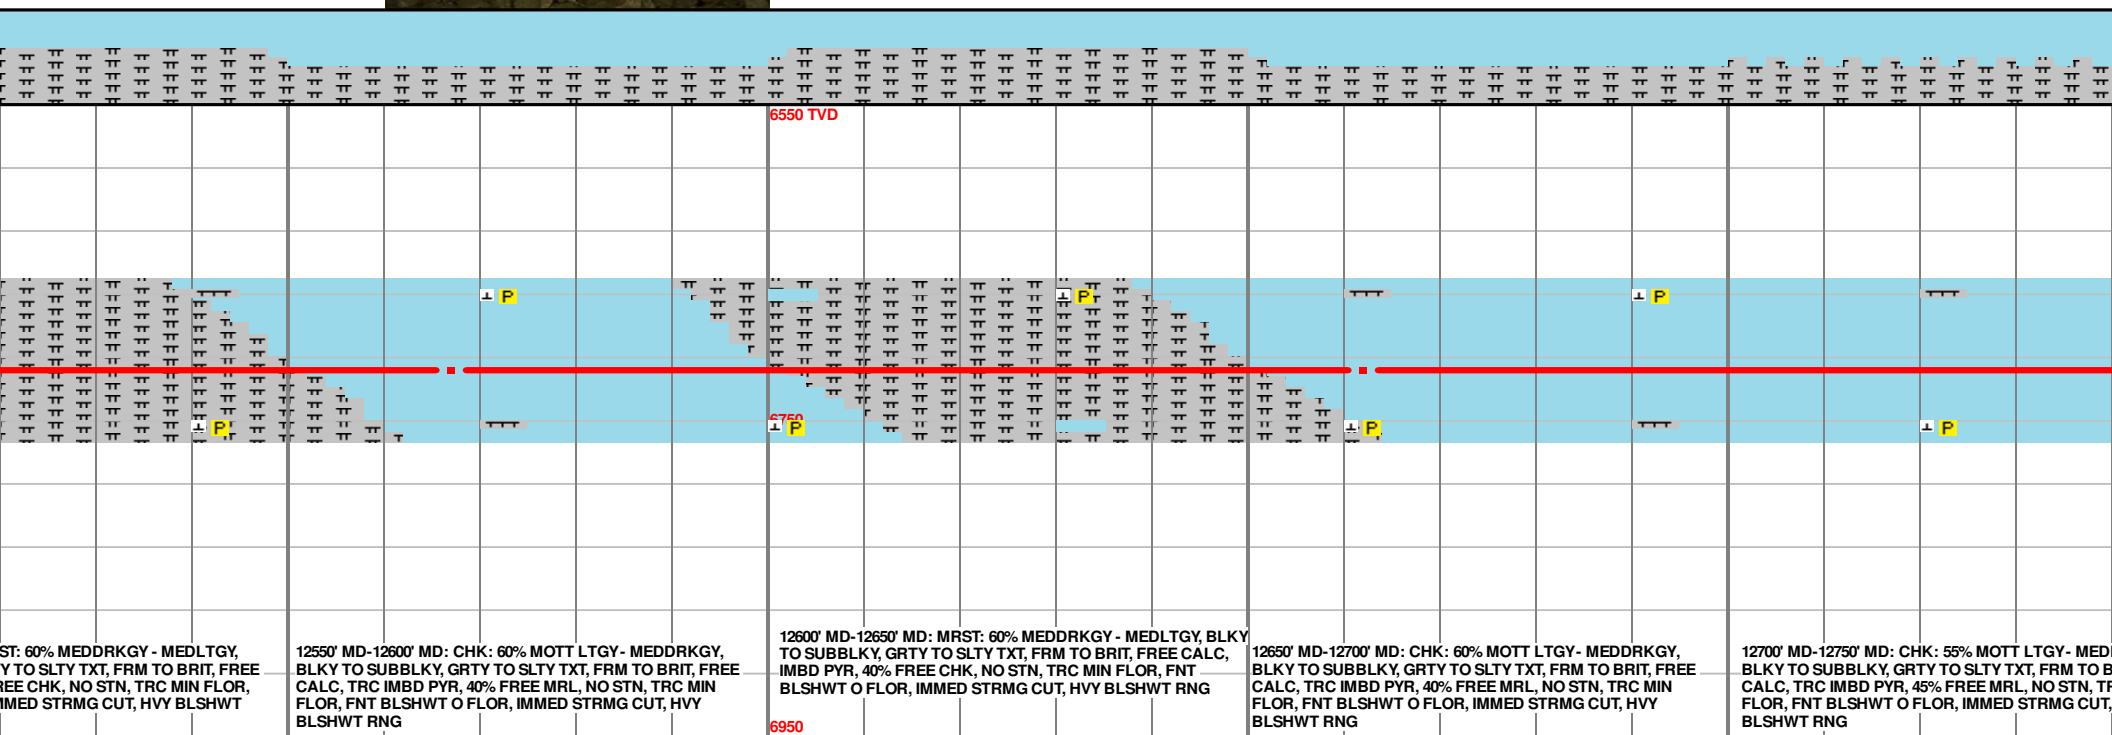 6550 TVD
P
P
P
P
6750
P
P
P
P
ST: 60% MEDDRKGY - MEDLTGY,
Y TO SLTY TXT, FRM TO BRIT, FREE
REE CHK, NO STN, TRC MIN FLOR,
MMED STRMG CUT, HVY BLSHWT
12550' MD-12600' MD: CHK: 60% MOTT LTGY- MEDDRKGY,
BLKY TO SUBBLKY, GRTY TO SLTY TXT, FRM TO BRIT, FREE
CALC, TRC IMBD PYR, 40% FREE MRL, NO STN, TRC MIN
FLOR, FNT BLSHWT O FLOR, IMMED STRMG CUT, HVY
BLSHWT RNG
12600' MD-12650' MD: MRST: 60% MEDDRKGY - MEDLTGY, BLKY
TO SUBBLKY, GRTY TO SLTY TXT, FRM TO BRIT, FREE CALC,
IMBD PYR, 40% FREE CHK, NO STN, TRC MIN FLOR, FNT
BLSHWT O FLOR, IMMED STRMG CUT, HVY BLSHWT RNG
12650' MD-12700' MD: CHK: 60% MOTT LTGY- MEDDRKGY,
BLKY TO SUBBLKY, GRTY TO SLTY TXT, FRM TO BRIT, FREE
CALC, TRC IMBD PYR, 40% FREE MRL, NO STN, TRC MIN
FLOR, FNT BLSHWT O FLOR, IMMED STRMG CUT, HVY
BLSHWT RNG
12700' MD-12750' MD: CHK: 55% MOTT LTGY- MED
BLKY TO SUBBLKY, GRTY TO SLTY TXT, FRM TO B
CALC, TRC IMBD PYR, 45% FREE MRL, NO STN, TR
FLOR, FNT BLSHWT O FLOR, IMMED STRMG CUT,
BLSHWT RNG
6950